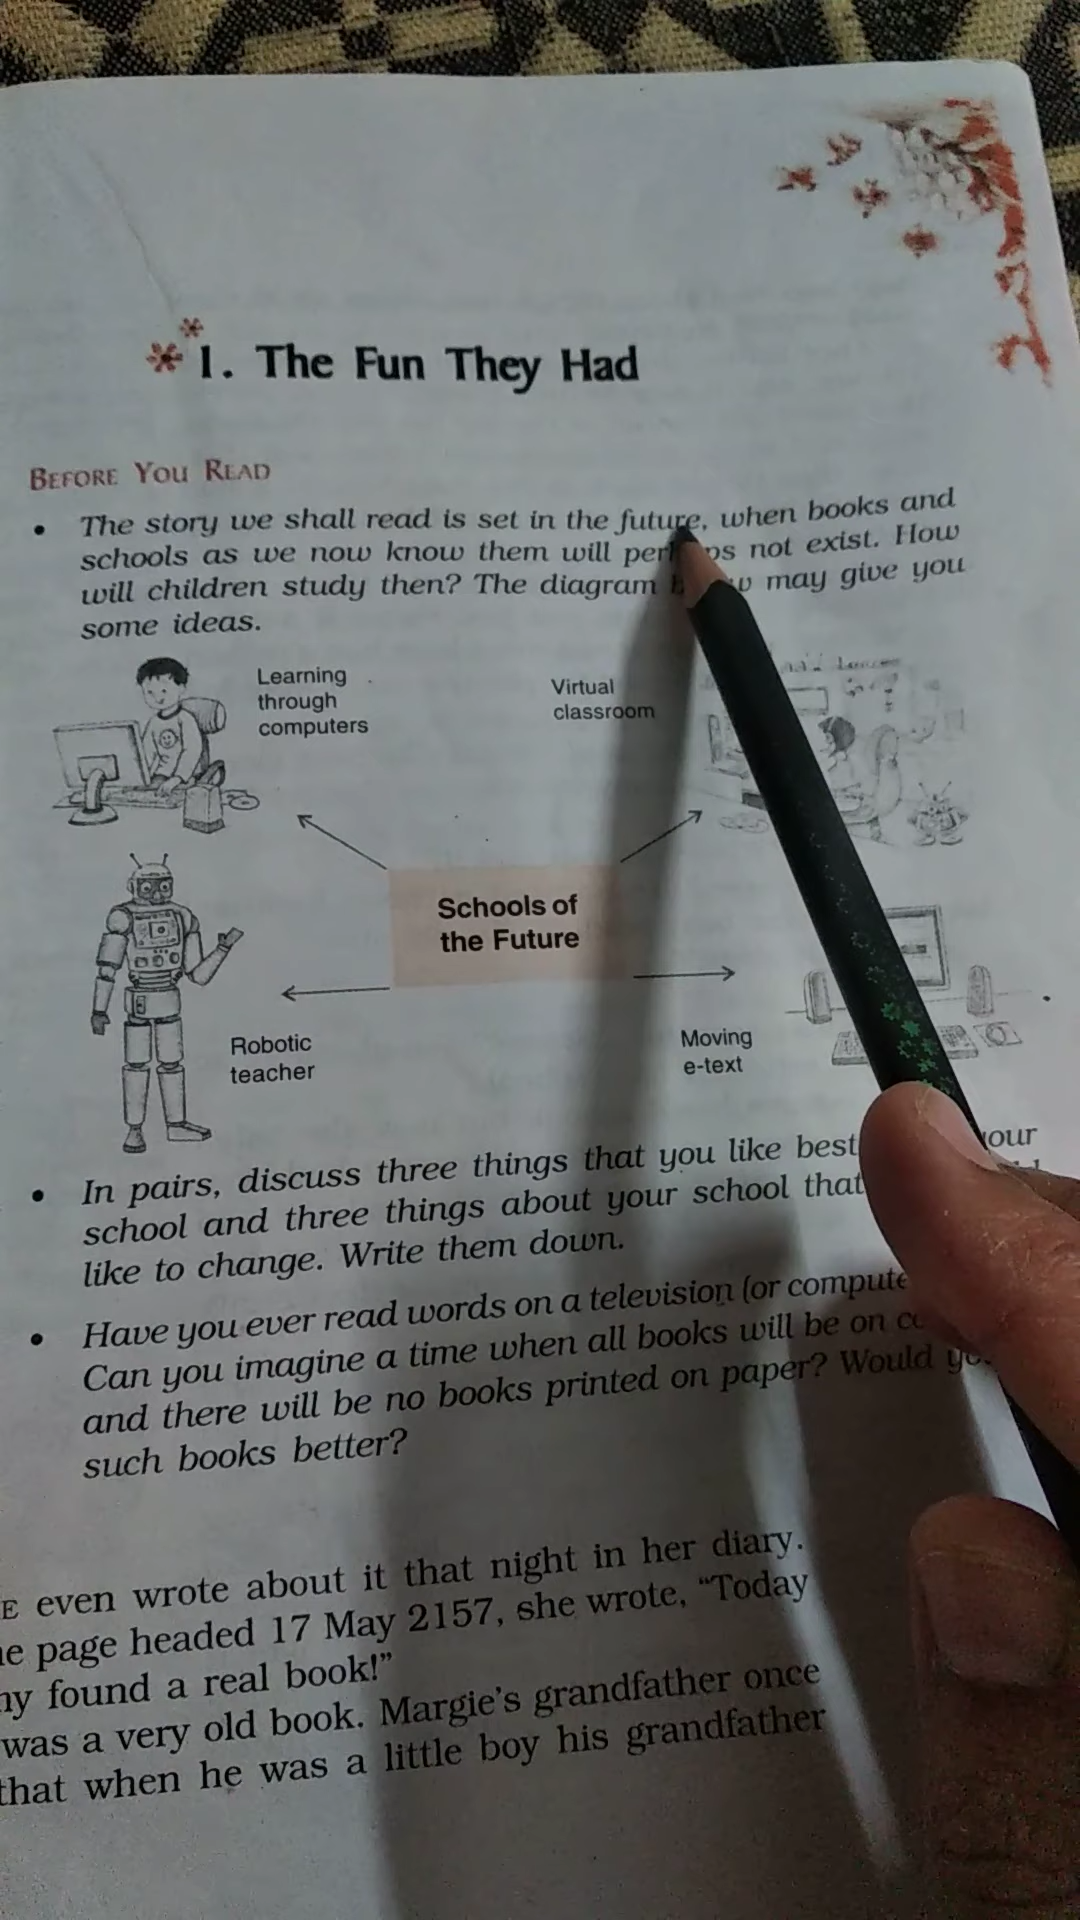 1. The Fun They Had
BEFORE YOU READ
• The story we shall read is set in the future, when books and
schools as we now know them will not exist. How
will children study then? The diagram may give you
some ideas.
Learning
through
computers
Virtual
classroom
Schools of
the Future
Robotic
teacher
Moving
e-text
• In pairs, discuss three things that you like best your
school and three things about your school that
like to change. Write them down.
• Have you ever read words on a television (or
Can you imagine a time when all books will be on
and there will be no books printed on paper? Would
such books better?
even wrote about it that night in her diary.
page headed 17 May 2157, she wrote, “Today
found a real book!”
was a very old book. Margie’s grandfather once
that when he was a little boy his grandfather